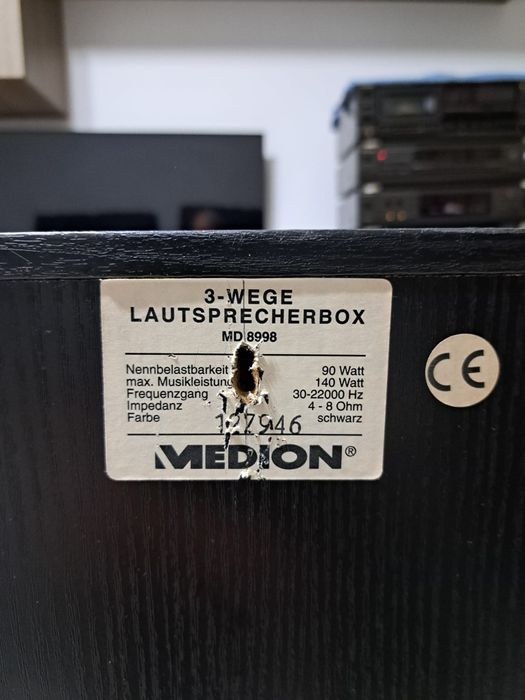 3-WEGE
LAUTSPRECHERBOX
MD 8998
Nennbelastbarkeit 90 Watt
max. Musikleistung 140 Watt
Frequenzgang 30-22000 Hz
Impedanz 4 - 8 Ohm
Farbe schwarz
127946
MEDION®
CE